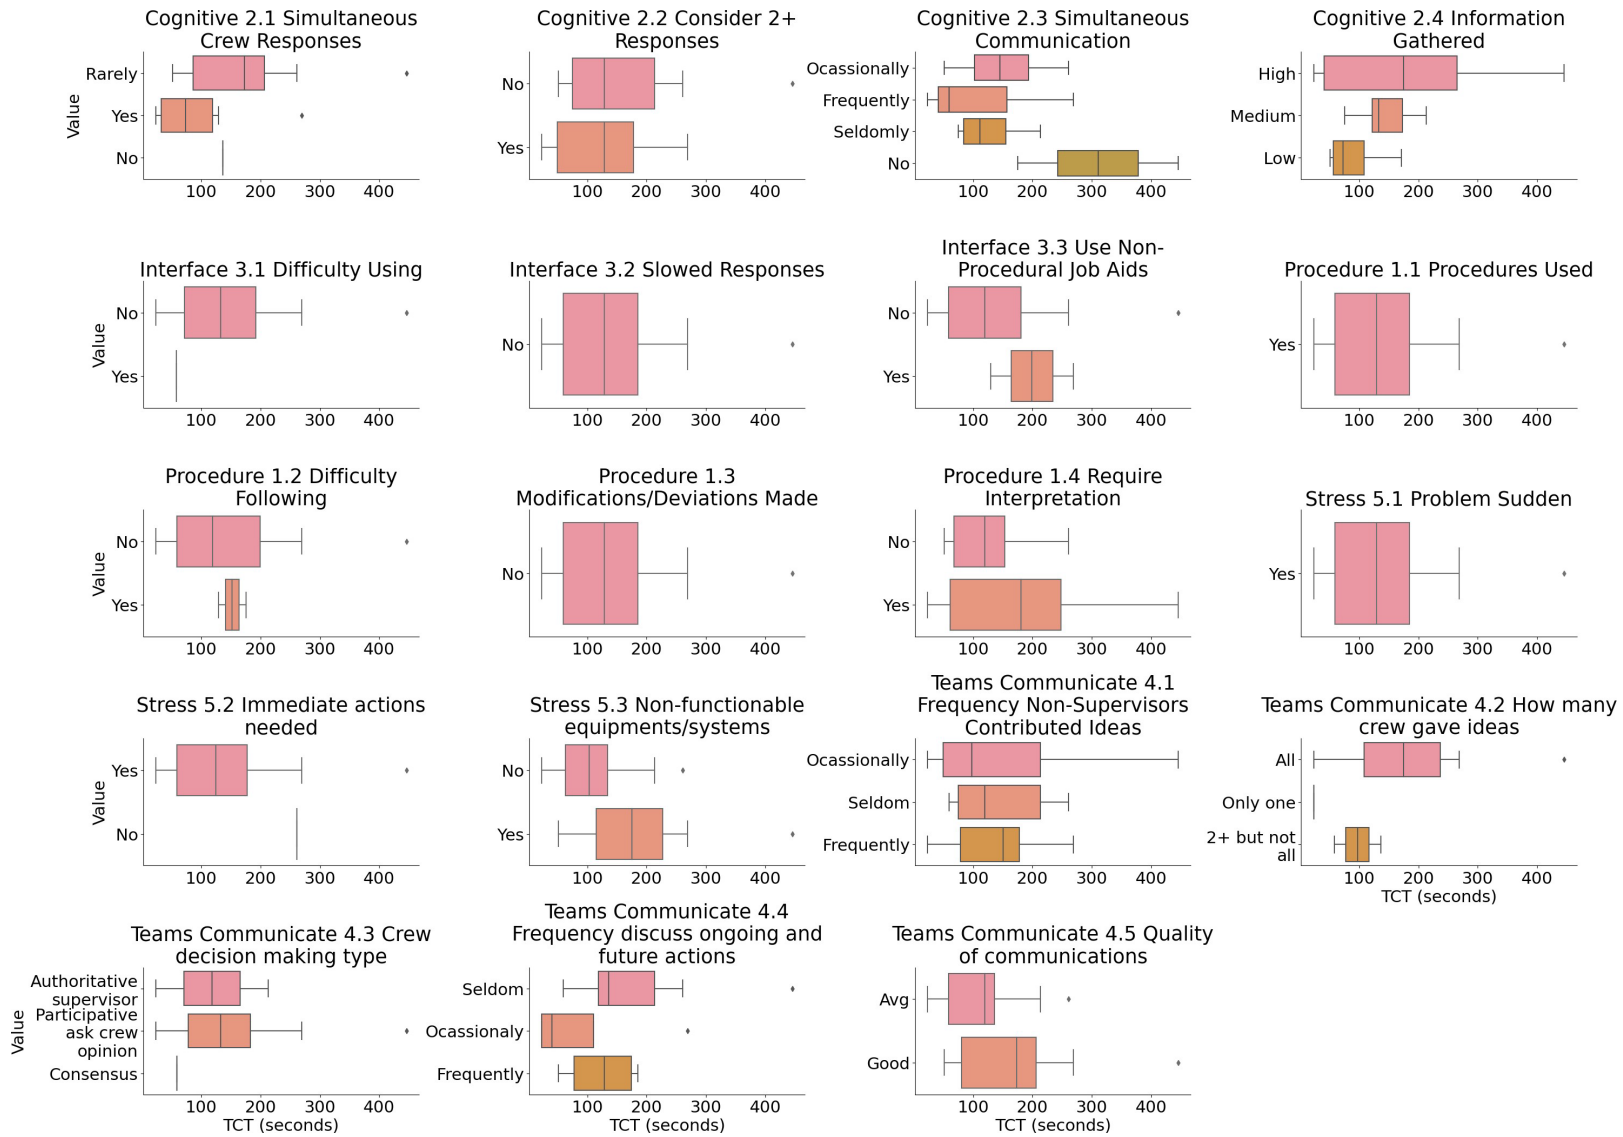 Cognitive 2.1 Simultaneous
Crew Responses
Value
Rarely
Yes
No
100 200 300 400
Cognitive 2.2 Consider 2+
Responses
No
Yes
100 200 300 400
Cognitive 2.3 Simultaneous
Communication
Ocassionally
Frequently
Seldomly
No
100 200 300 400
Cognitive 2.4 Information
Gathered
High
Medium
Low
100 200 300 400
Interface 3.1 Difficulty Using
Value
No
Yes
100 200 300 400
Interface 3.2 Slowed Responses
No
100 200 300 400
Interface 3.3 Use Non-
Procedural Job Aids
No
Yes
100 200 300 400
Procedure 1.1 Procedures Used
Yes
100 200 300 400
Procedure 1.2 Difficulty
Following
Value
No
Yes
100 200 300 400
Procedure 1.3
Modifications/Deviations Made
No
100 200 300 400
Procedure 1.4 Require
Interpretation
No
Yes
100 200 300 400
Stress 5.1 Problem Sudden
Yes
100 200 300 400
Stress 5.2 Immediate actions
needed
Value
Yes
No
100 200 300 400
Stress 5.3 Non-functionable
equipments/systems
No
Yes
100 200 300 400
Teams Communicate 4.1
Frequency Non-Supervisors
Contributed Ideas
Ocassionally
Seldom
Frequently
100 200 300 400
Teams Communicate 4.2 How many
crew gave ideas
All
Only one
2+ but not
all
100 200 300 400
TCT (seconds)
Teams Communicate 4.3 Crew
decision making type
Value
Authoritative
supervisor
Participative
ask crew
opinion
Consensus
100 200 300 400
TCT (seconds)
Teams Communicate 4.4
Frequency discuss ongoing and
future actions
Seldom
Ocassionaly
Frequently
100 200 300 400
TCT (seconds)
Teams Communicate 4.5 Quality
of communications
Avg
Good
100 200 300 400
TCT (seconds)